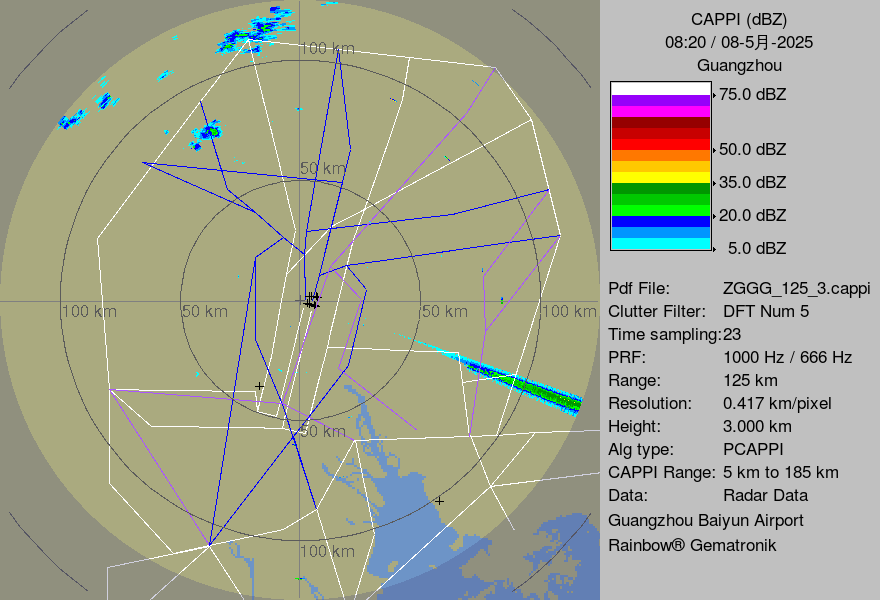 CAPPI (dBZ)
08:20 / 08-5月-2025
Guangzhou
75.0 dBZ
50.0 dBZ
35.0 dBZ
20.0 dBZ
5.0 dBZ
Pdf File: ZGGG_125_3.cappi
Clutter Filter: DFT Num 5
Time sampling:23
PRF: 1000 Hz / 666 Hz
Range: 125 km
Resolution: 0.417 km/pixel
Height: 3.000 km
Alg type: PCAPPI
CAPPI Range: 5 km to 185 km
Data: Radar Data
Guangzhou Baiyun Airport
Rainbow® Gematronik
100 km
50 km
100 km 50 km 50 km 100 km
50 km
100 km